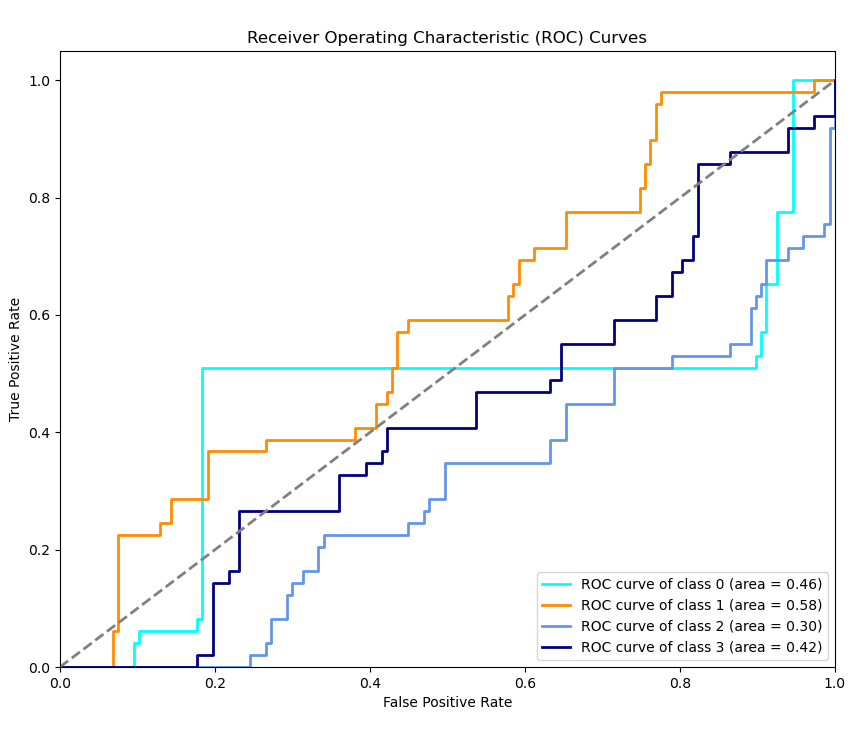 Receiver Operating Characteristic (ROC) Curves
1.0
0.8
0.6
0.4
0.2
0.0
True Positive Rate
ROC curve of class 0 (area = 0.46)
ROC curve of class 1 (area = 0.58)
ROC curve of class 2 (area = 0.30)
ROC curve of class 3 (area = 0.42)
0.0 0.2 0.4 0.6 0.8 1.0
False Positive Rate